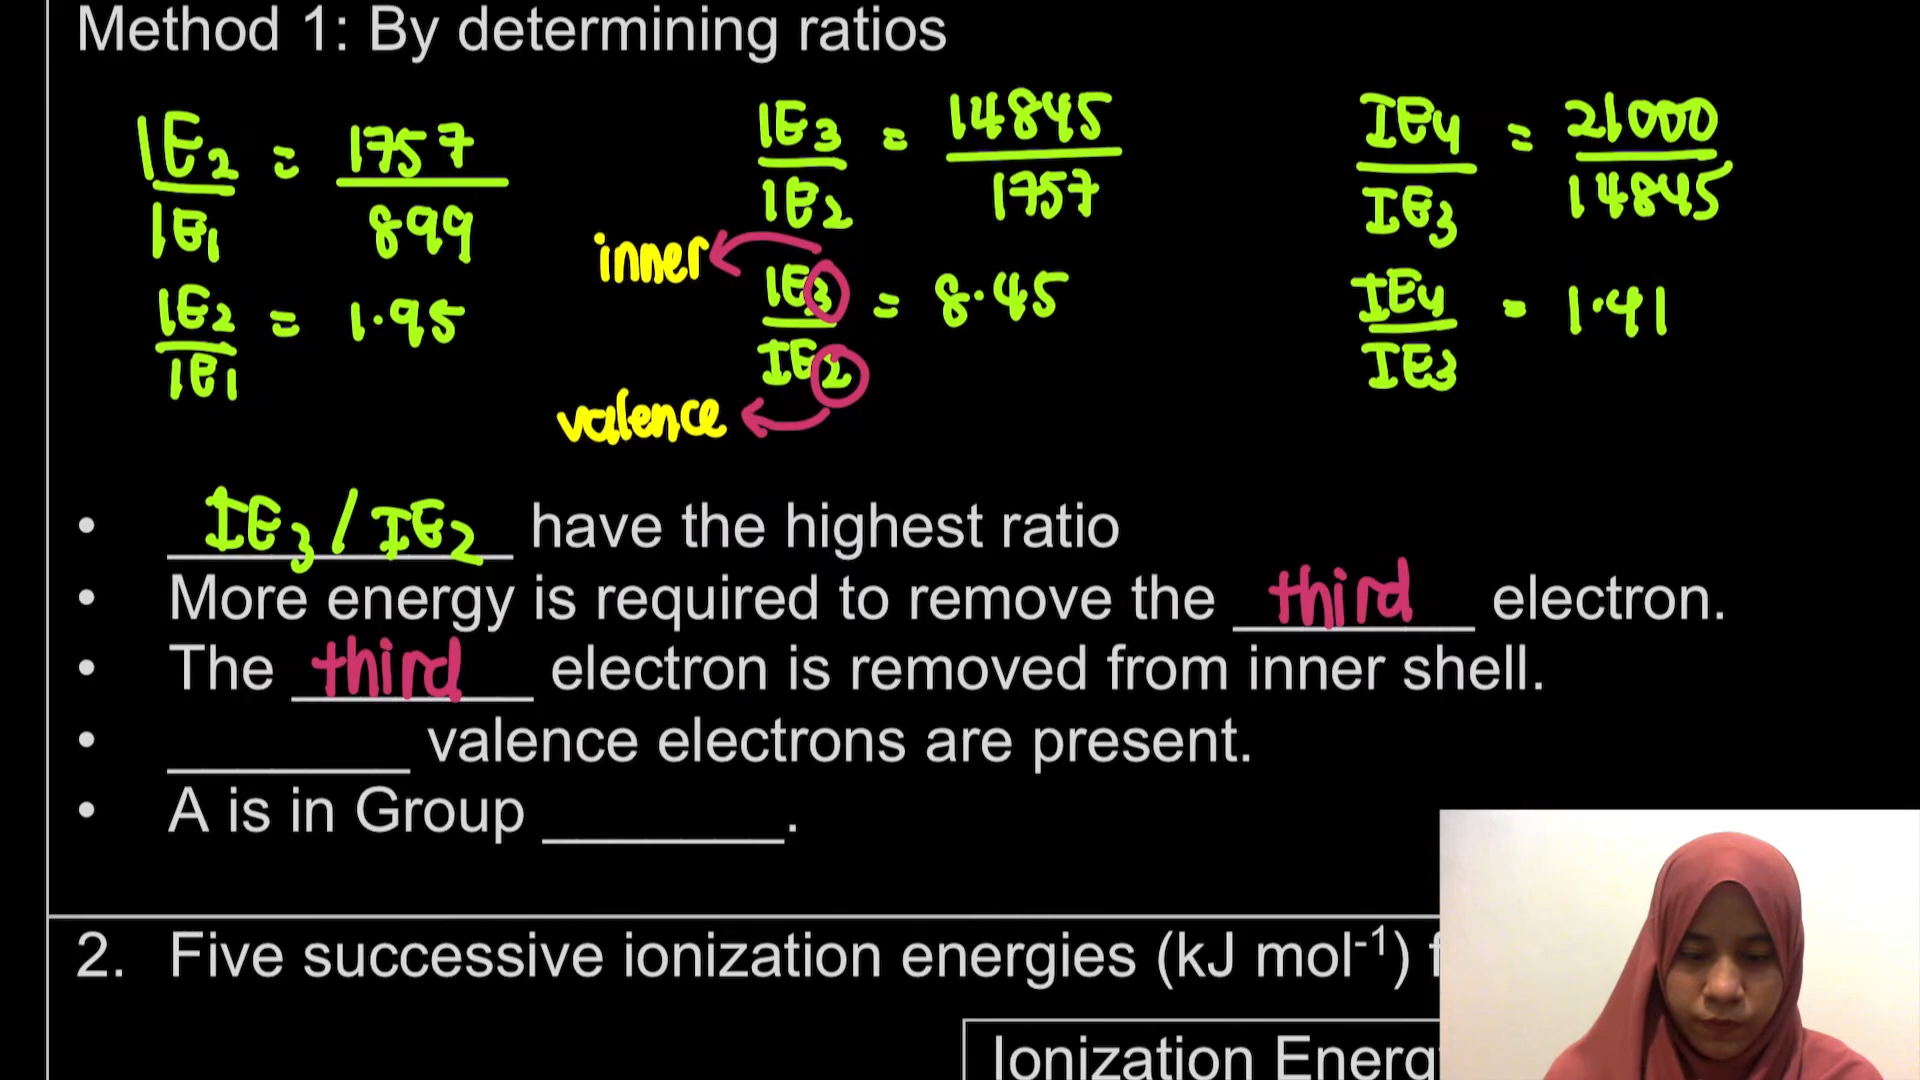 Method 1: By determining ratios
IE2/IE1 = 1757/899
IE2/IE1 = 1.95
IE3/IE2 = 14845/1757
inner
IE3/IE2 = 8.45
valence
IE4/IE3 = 21000/14845
IE4/IE3 = 1.41
• IE3/IE2 have the highest ratio
• More energy is required to remove the third electron.
• The third electron is removed from inner shell.
• ________ valence electrons are present.
• A is in Group ________.
2. Five successive ionization energies (kJ mol⁻¹) f
Ionization Energ